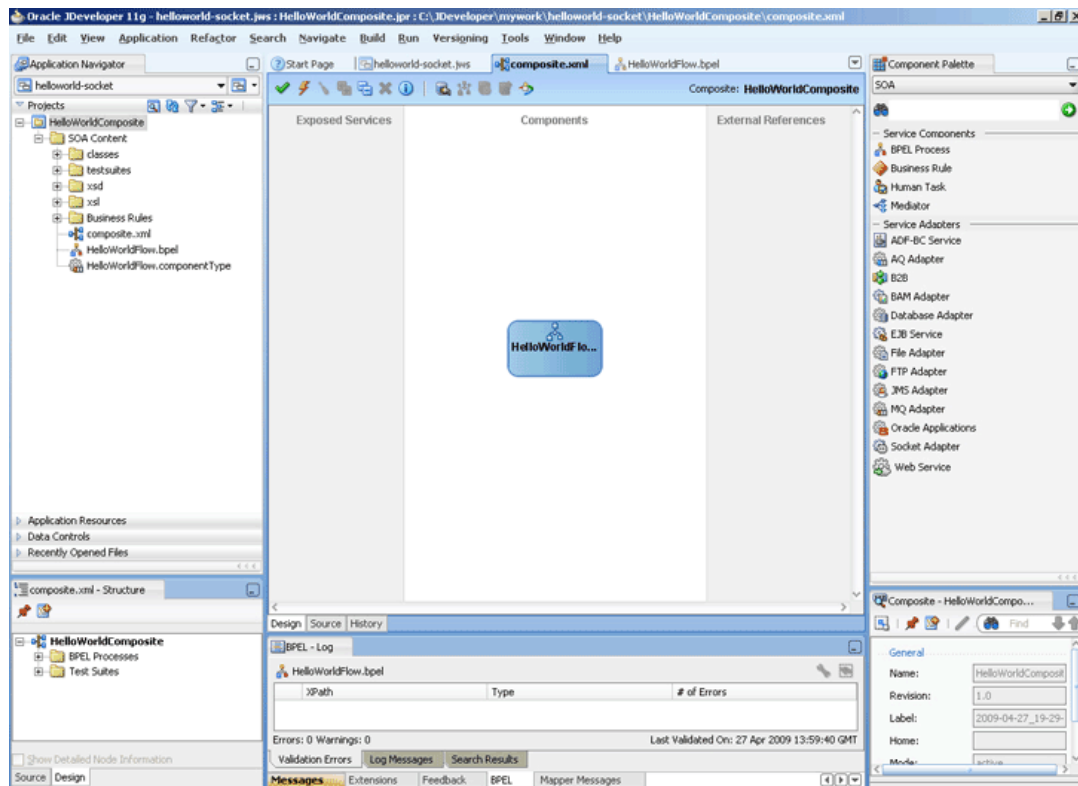 Oracle JDeveloper 11g - helloworld-socket.jws : HelloWorldComposite.jpr : C:\JDeveloper\mywork\helloworld-socket\HelloWorldComposite\composite.xml
File Edit View Application Refactor Search Navigate Build Run Versioning Tools Window Help
Application Navigator
helloworld-socket
Projects
HelloWorldComposite
SOA Content
classes
testsuites
xsd
xsl
Business Rules
composite.xml
HelloWorldFlow.bpel
HelloWorldFlow.componentType
Application Resources
Data Controls
Recently Opened Files
composite.xml - Structure
HelloWorldComposite
BPEL Processes
Test Suites
Show Detailed Node Information
Source Design
Start Page helloworld-socket.jws composite.xml HelloWorldFlow.bpel
Composite: HelloWorldComposite
Exposed Services Components External References
HelloWorldFlo...
Design Source History
BPEL - Log
HelloWorldFlow.bpel
XPath Type # of Errors
Errors: 0 Warnings: 0 Last Validated On: 27 Apr 2009 13:59:40 GMT
Validation Errors Log Messages Search Results
Messages Extensions Feedback BPEL Mapper Messages
Component Palette
SOA
Service Components
BPEL Process
Business Rule
Human Task
Mediator
Service Adapters
ADF-BC Service
AQ Adapter
B2B
BAM Adapter
Database Adapter
EJB Service
File Adapter
FTP Adapter
JMS Adapter
MQ Adapter
Oracle Applications
Socket Adapter
Web Service
Composite - HelloWorldCompo...
Find
General
Name: HelloWorldComposit
Revision: 1.0
Label: 2009-04-27_19-29-
Home:
Mode: active